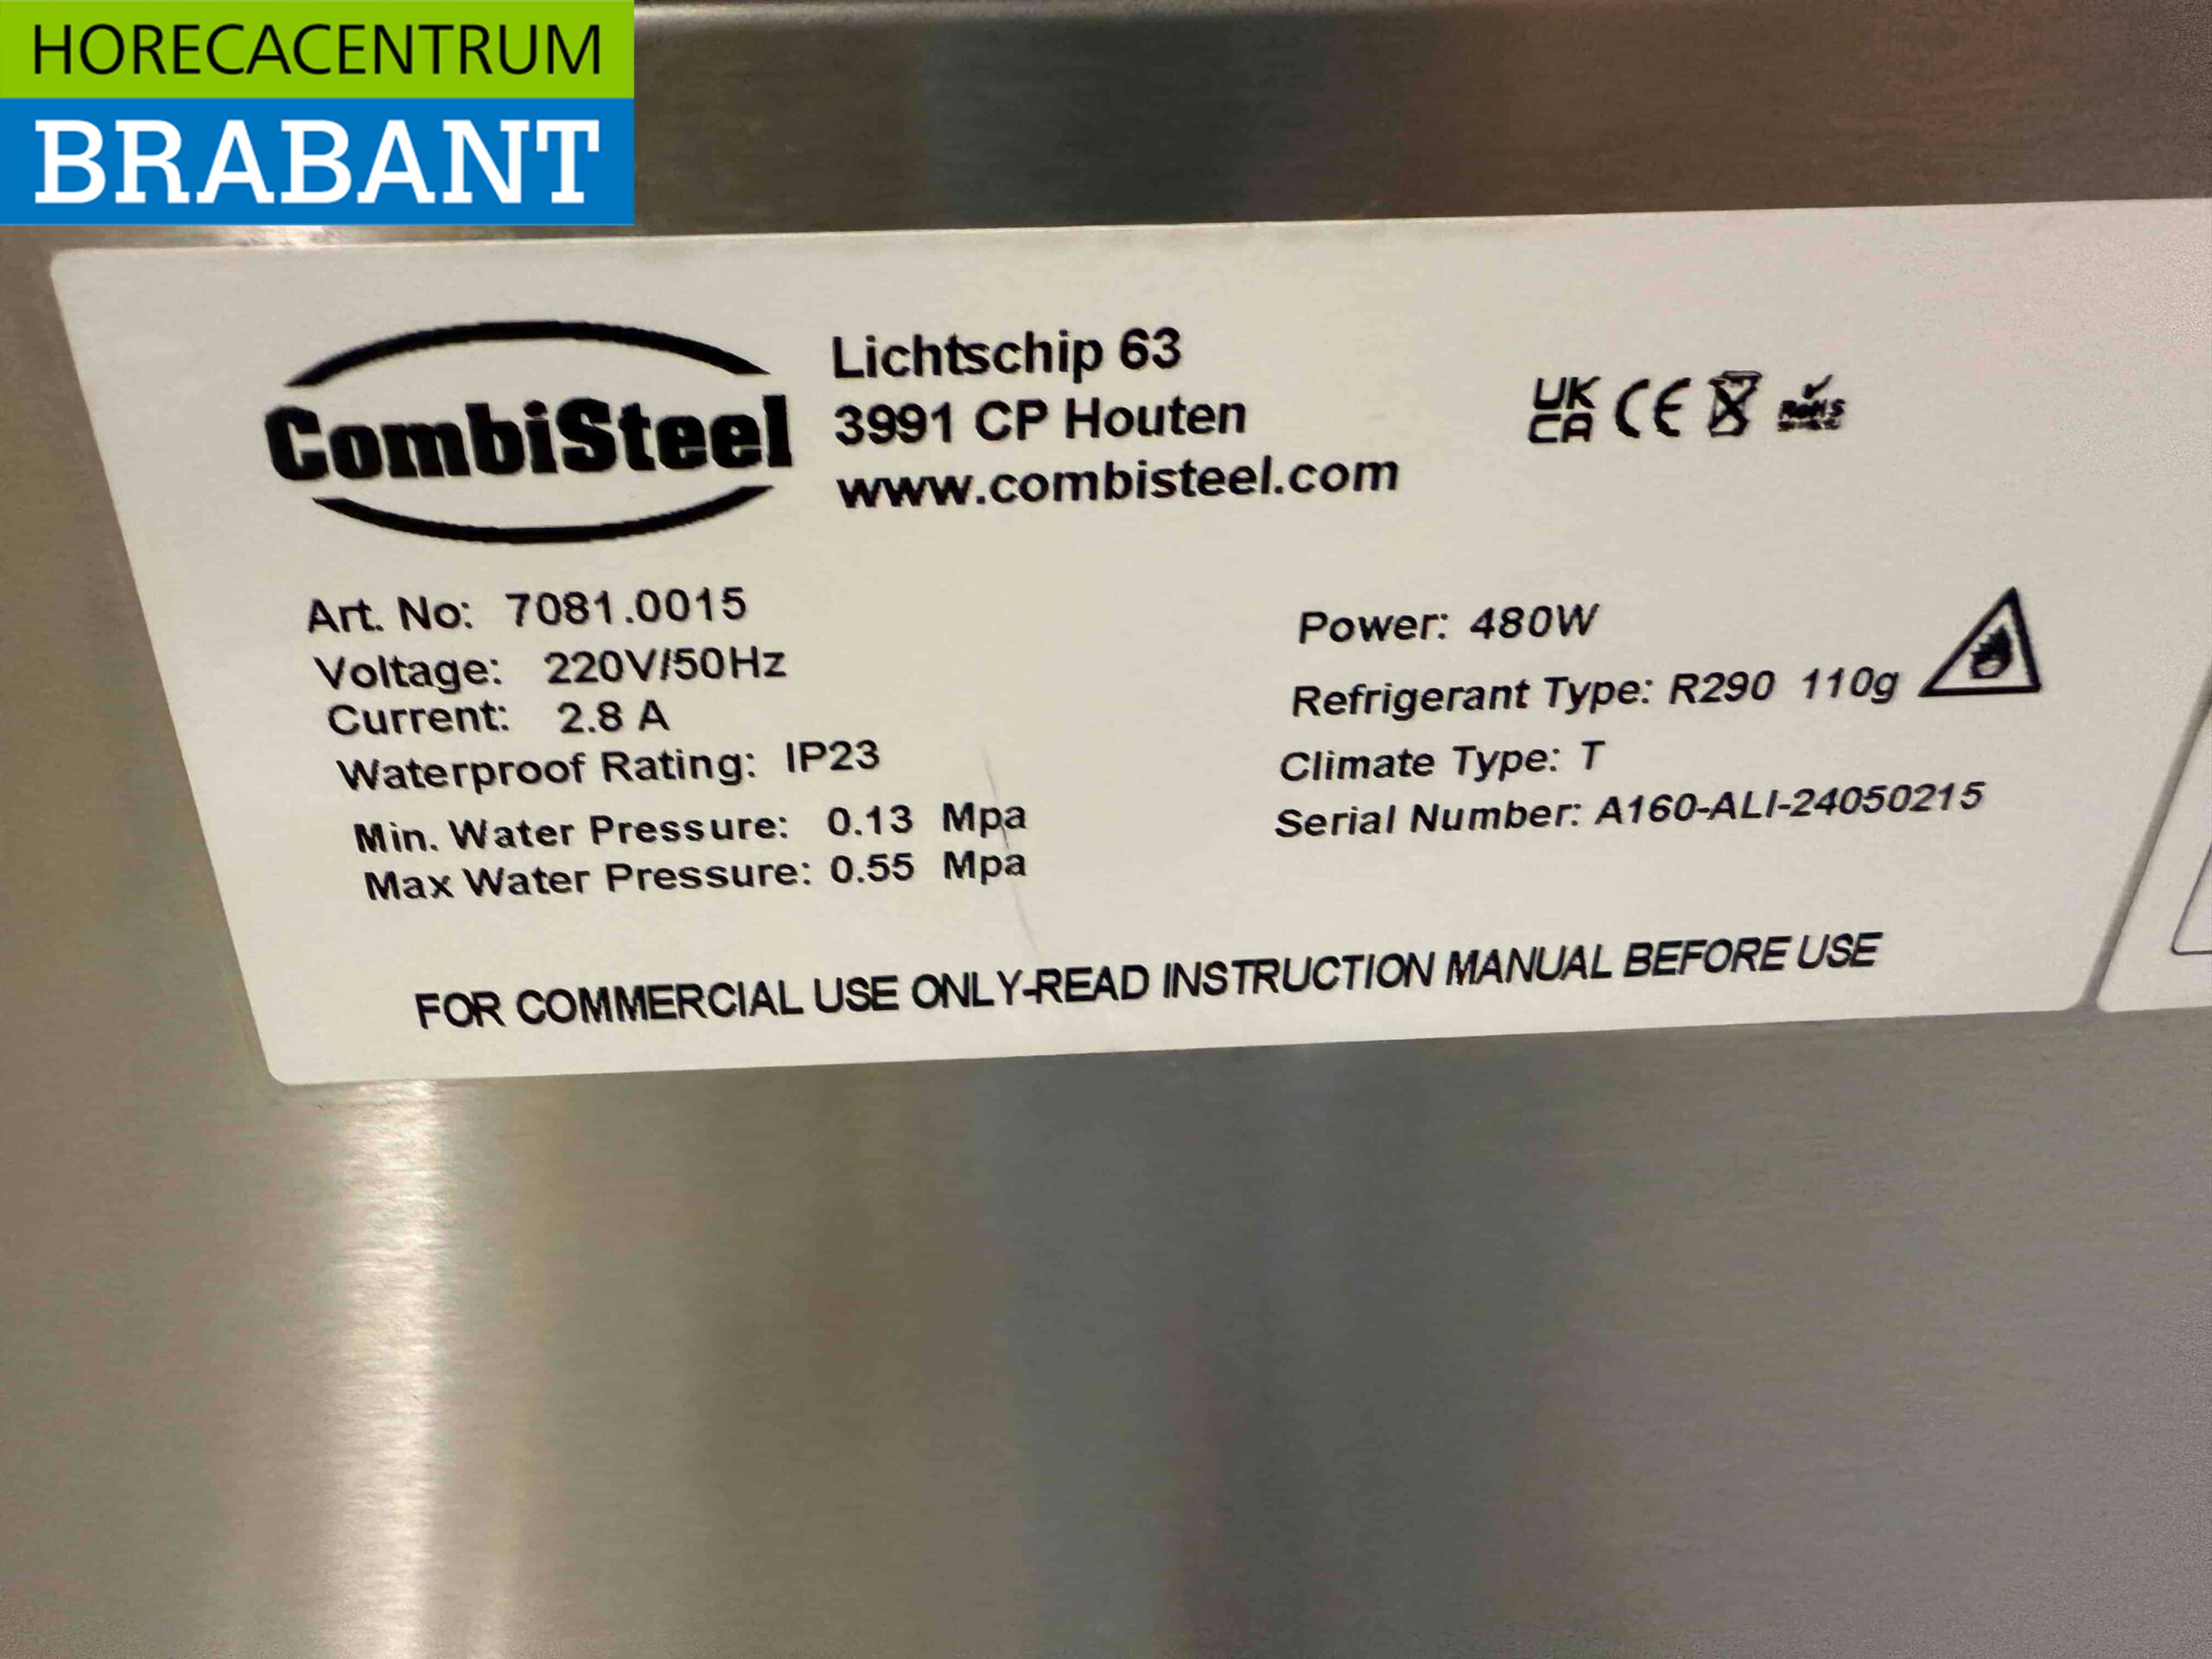 HORECACENTRUM
BRABANT
CombiSteel
Lichtschip 63
3991 CP Houten
www.combisteel.com
UK
CA
CE
RoHS
Art. No: 7081.0015
Voltage: 220V/50Hz
Current: 2.8 A
Waterproof Rating: IP23
Min. Water Pressure: 0.13 Mpa
Max Water Pressure: 0.55 Mpa
Power: 480W
Refrigerant Type: R290 110g
Climate Type: T
Serial Number: A160-ALI-24050215
FOR COMMERCIAL USE ONLY-READ INSTRUCTION MANUAL BEFORE USE